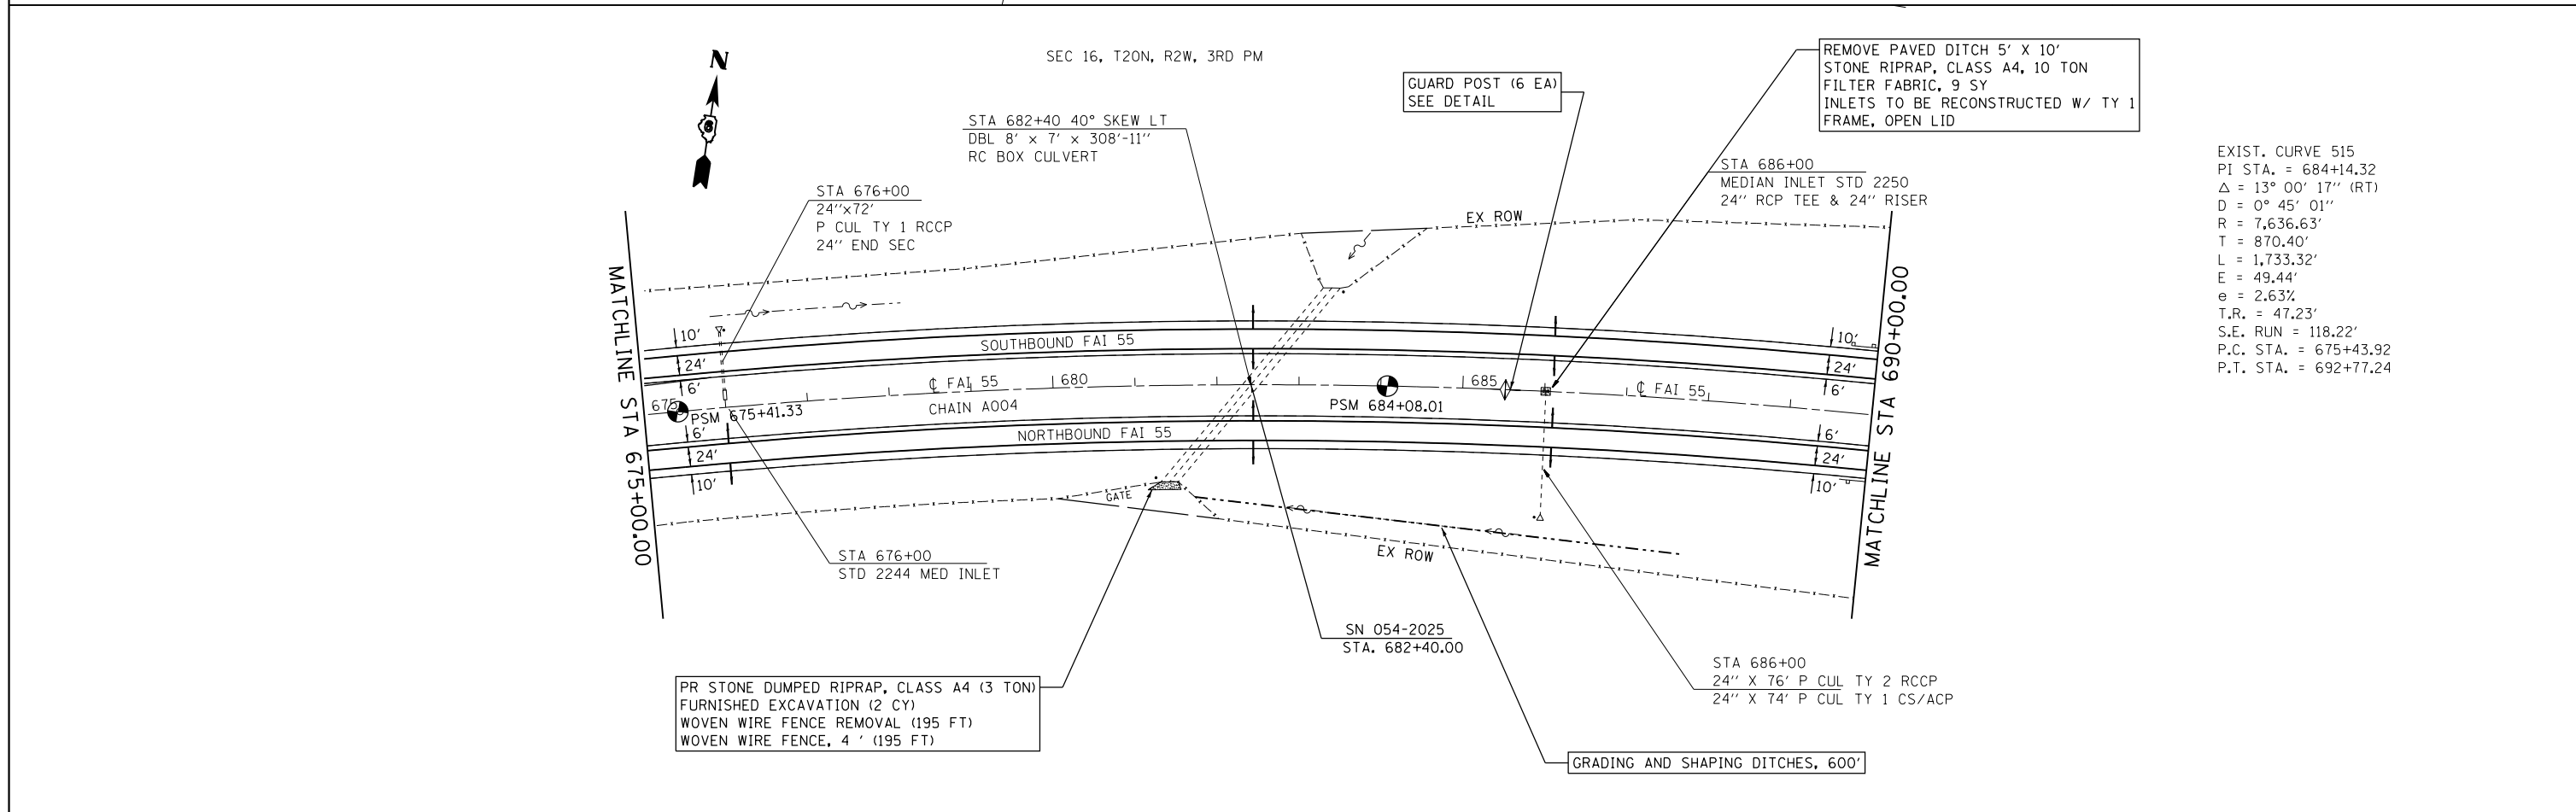 SEC 16, T20N, R2W, 3RD PM
REMOVE PAVED DITCH 5' X 10'
STONE RIPRAP, CLASS A4, 10 TON
FILTER FABRIC, 9 SY
INLETS TO BE RECONSTRUCTED W/ TY 1
FRAME, OPEN LID
GUARD POST (6 EA)
SEE DETAIL
N
STA 682+40 40° SKEW LT
DBL 8' x 7' x 308'-11''
RC BOX CULVERT
STA 676+00
24''x72'
P CUL TY 1 RCCP
24'' END SEC
STA 686+00
MEDIAN INLET STD 2250
24'' RCP TEE & 24'' RISER
EXIST. CURVE 515
PI STA. = 684+14.32
Δ = 13° 00' 17'' (RT)
D = 0° 45' 01''
R = 7,636.63'
T = 870.40'
L = 1,733.32'
E = 49.44'
e = 2.63%
T.R. = 47.23'
S.E. RUN = 118.22'
P.C. STA. = 675+43.92
P.T. STA. = 692+77.24
EX ROW
MATCHLINE STA 675+00.00
MATCHLINE STA 690+00.00
10'
24'
6'
SOUTHBOUND FAI 55
10'
24'
6'
675
PSM 675+41.33
℄ FAI 55
680
CHAIN A004
PSM 684+08.01
685
℄ FAI 55
6'
24'
10'
NORTHBOUND FAI 55
6'
24'
10'
GATE
EX ROW
STA 676+00
STD 2244 MED INLET
SN 054-2025
STA. 682+40.00
STA 686+00
24'' X 76' P CUL TY 2 RCCP
24'' X 74' P CUL TY 1 CS/ACP
PR STONE DUMPED RIPRAP, CLASS A4 (3 TON)
FURNISHED EXCAVATION (2 CY)
WOVEN WIRE FENCE REMOVAL (195 FT)
WOVEN WIRE FENCE, 4 ' (195 FT)
GRADING AND SHAPING DITCHES, 600'